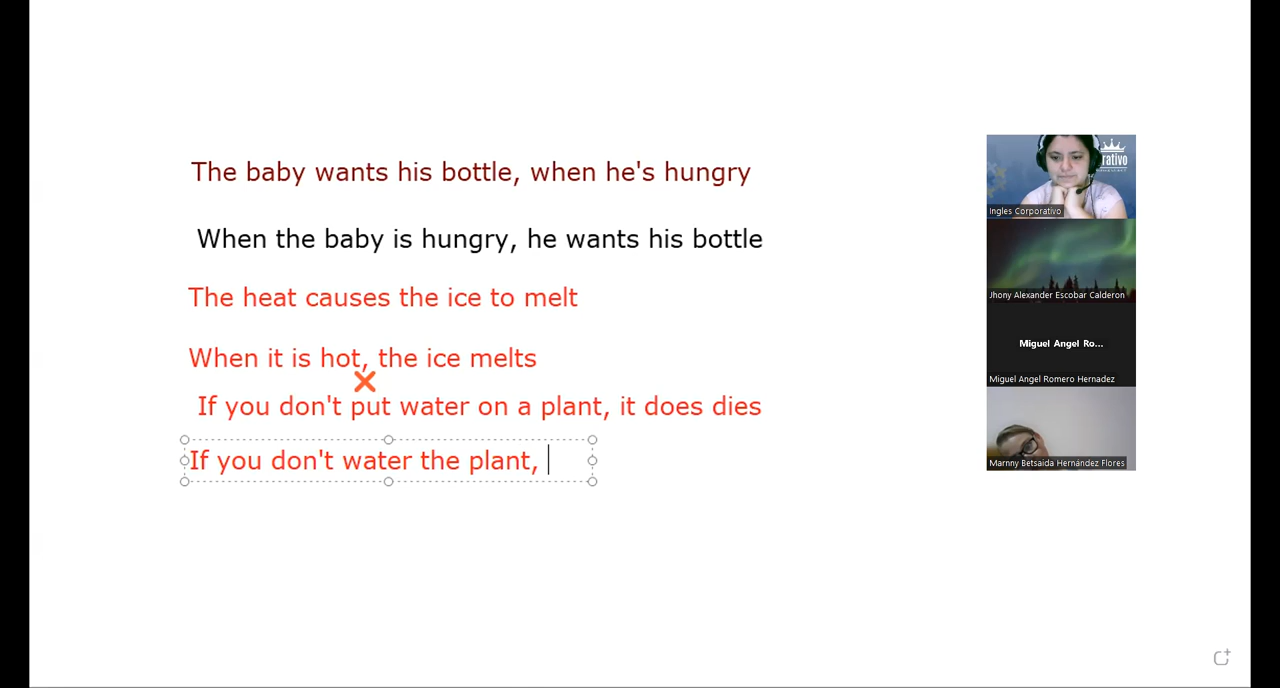 The baby wants his bottle, when he's hungry
When the baby is hungry, he wants his bottle
The heat causes the ice to melt
When it is hot, the ice melts
If you don't put water on a plant, it does dies
If you don't water the plant,
rativo
Ingles Corporativo
Jhony Alexander Escobar Calderon
Miguel Angel Ro...
Miguel Angel Romero Hernadez
Marnny Betsaida Hernández Flores